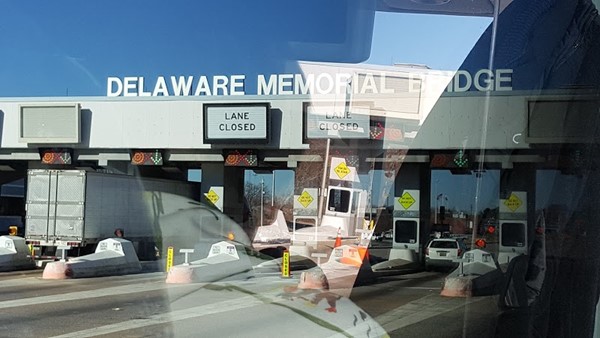 DELAWARE MEMORIAL BRIDGE
LANE
CLOSED
LANE
CLOSED